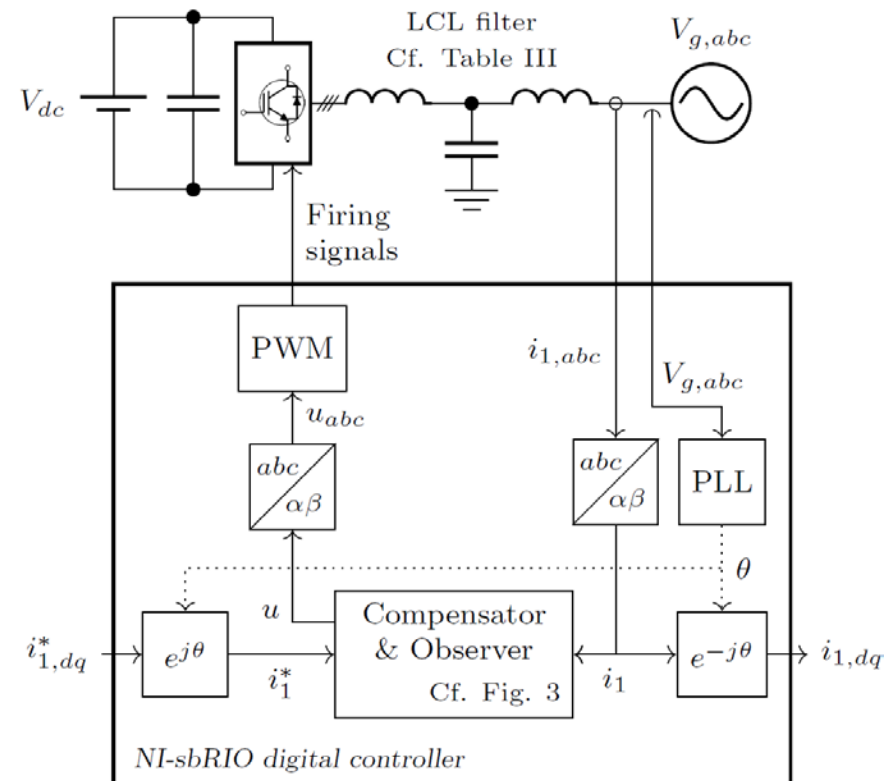 LCL filter
Cf. Table III
V_{g,abc}
V_{dc}
Firing
signals
PWM
i_{1,abc}
V_{g,abc}
u_{abc}
abc
αβ
abc
αβ
PLL
θ
u
Compensator
& Observer
Cf. Fig. 3
i^*_{1,dq}
e^{jθ}
i^*_1
i_1
e^{-jθ}
i_{1,dq}
NI-sbRIO digital controller